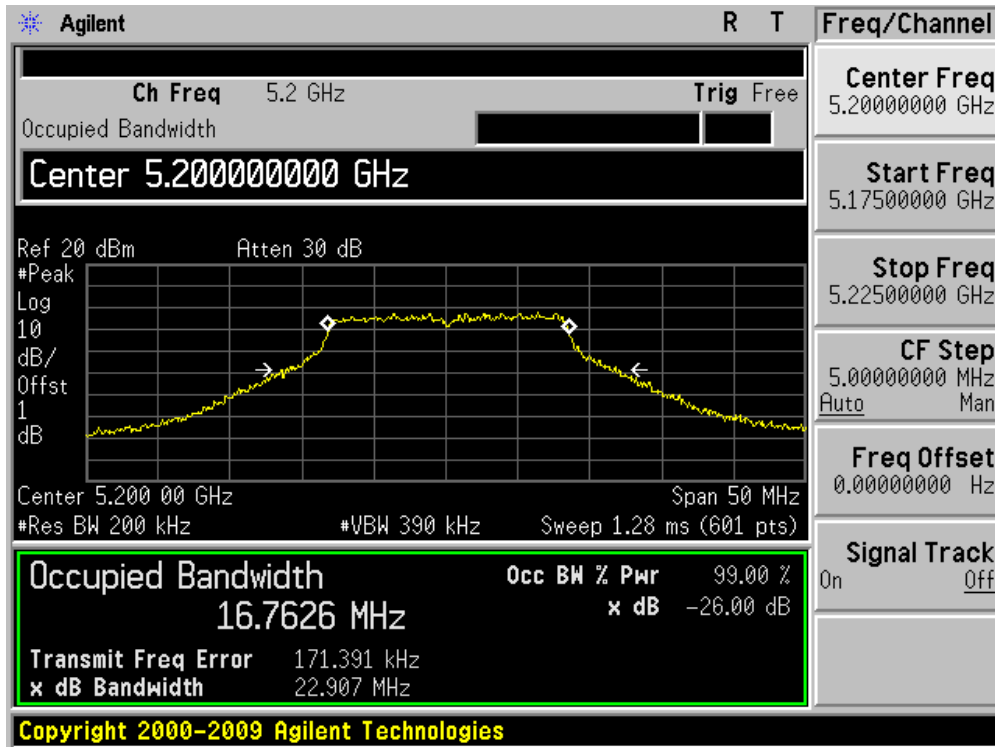 Agilent
R T
Freq/Channel
Ch Freq 5.2 GHz
Trig Free
Occupied Bandwidth
Center 5.200000000 GHz
Center Freq
5.20000000 GHz
Start Freq
5.17500000 GHz
Stop Freq
5.22500000 GHz
CF Step
5.00000000 MHz
Auto Man
Freq Offset
0.00000000 Hz
Signal Track
On Off
Ref 20 dBm Atten 30 dB
#Peak
Log
10
dB/
Offst
1
dB
Center 5.200 00 GHz Span 50 MHz
#Res BW 200 kHz #VBW 390 kHz Sweep 1.28 ms (601 pts)
Occupied Bandwidth
16.7626 MHz
Occ BW % Pwr 99.00 %
x dB -26.00 dB
Transmit Freq Error 171.391 kHz
x dB Bandwidth 22.907 MHz
Copyright 2000-2009 Agilent Technologies